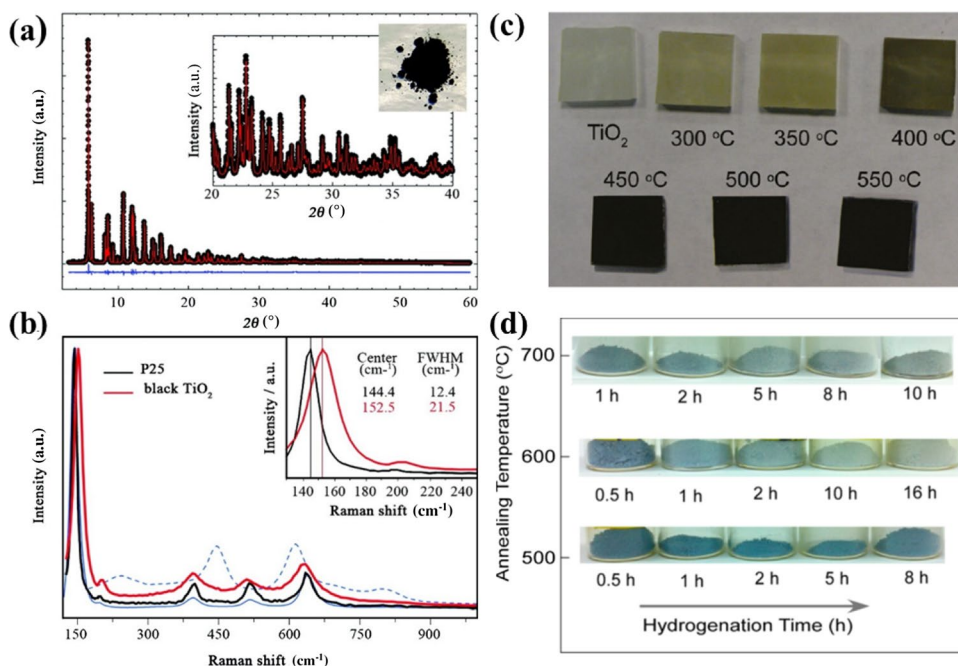 (a)
Intensity (a.u.)
Intensity (a.u.)
20 25 30 35 40
2θ (°)
10 20 30 40 50 60
2θ (°)
(b)
P25
black TiO₂
Center FWHM
(cm⁻¹) (cm⁻¹)
144.4 12.4
152.5 21.5
Intensity / a.u.
150 160 180 200 220 240
Raman shift (cm⁻¹)
Intensity (a.u.)
150 300 450 600 750 900
Raman shift (cm⁻¹)
(c)
TiO₂ 300 °C 350 °C 400 °C
450 °C 500 °C 550 °C
(d)
Annealing Temperature (°C)
700
1 h 2 h 5 h 8 h 10 h
600
0.5 h 1 h 2 h 10 h 16 h
500
0.5 h 1 h 2 h 5 h 8 h
Hydrogenation Time (h)